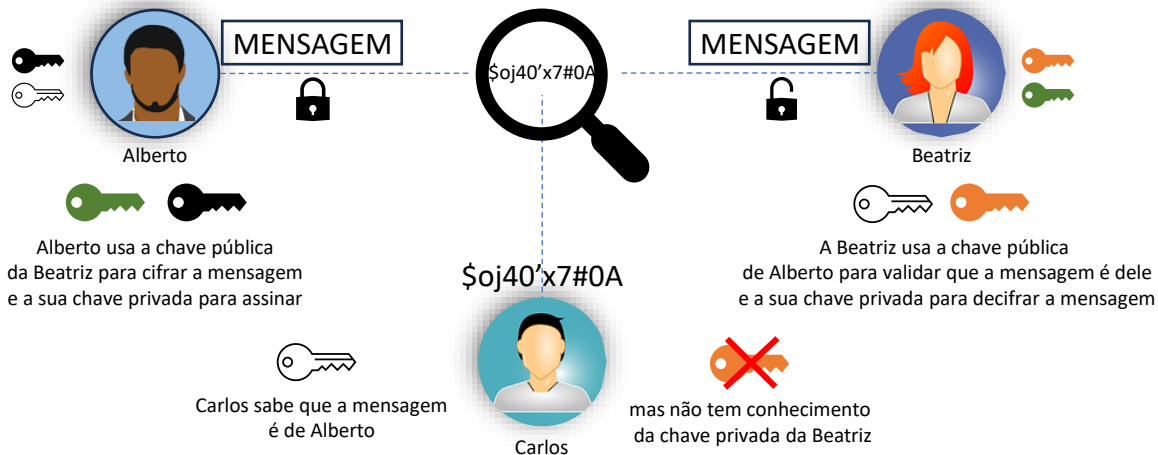 MENSAGEM
$oj40’x7#0A
MENSAGEM
Alberto
Beatriz
Alberto usa a chave pública
da Beatriz para cifrar a mensagem
e a sua chave privada para assinar
A Beatriz usa a chave pública
de Alberto para validar que a mensagem é dele
e a sua chave privada para decifrar a mensagem
$oj40’x7#0A
Carlos sabe que a mensagem
é de Alberto
Carlos
mas não tem conhecimento
da chave privada da Beatriz